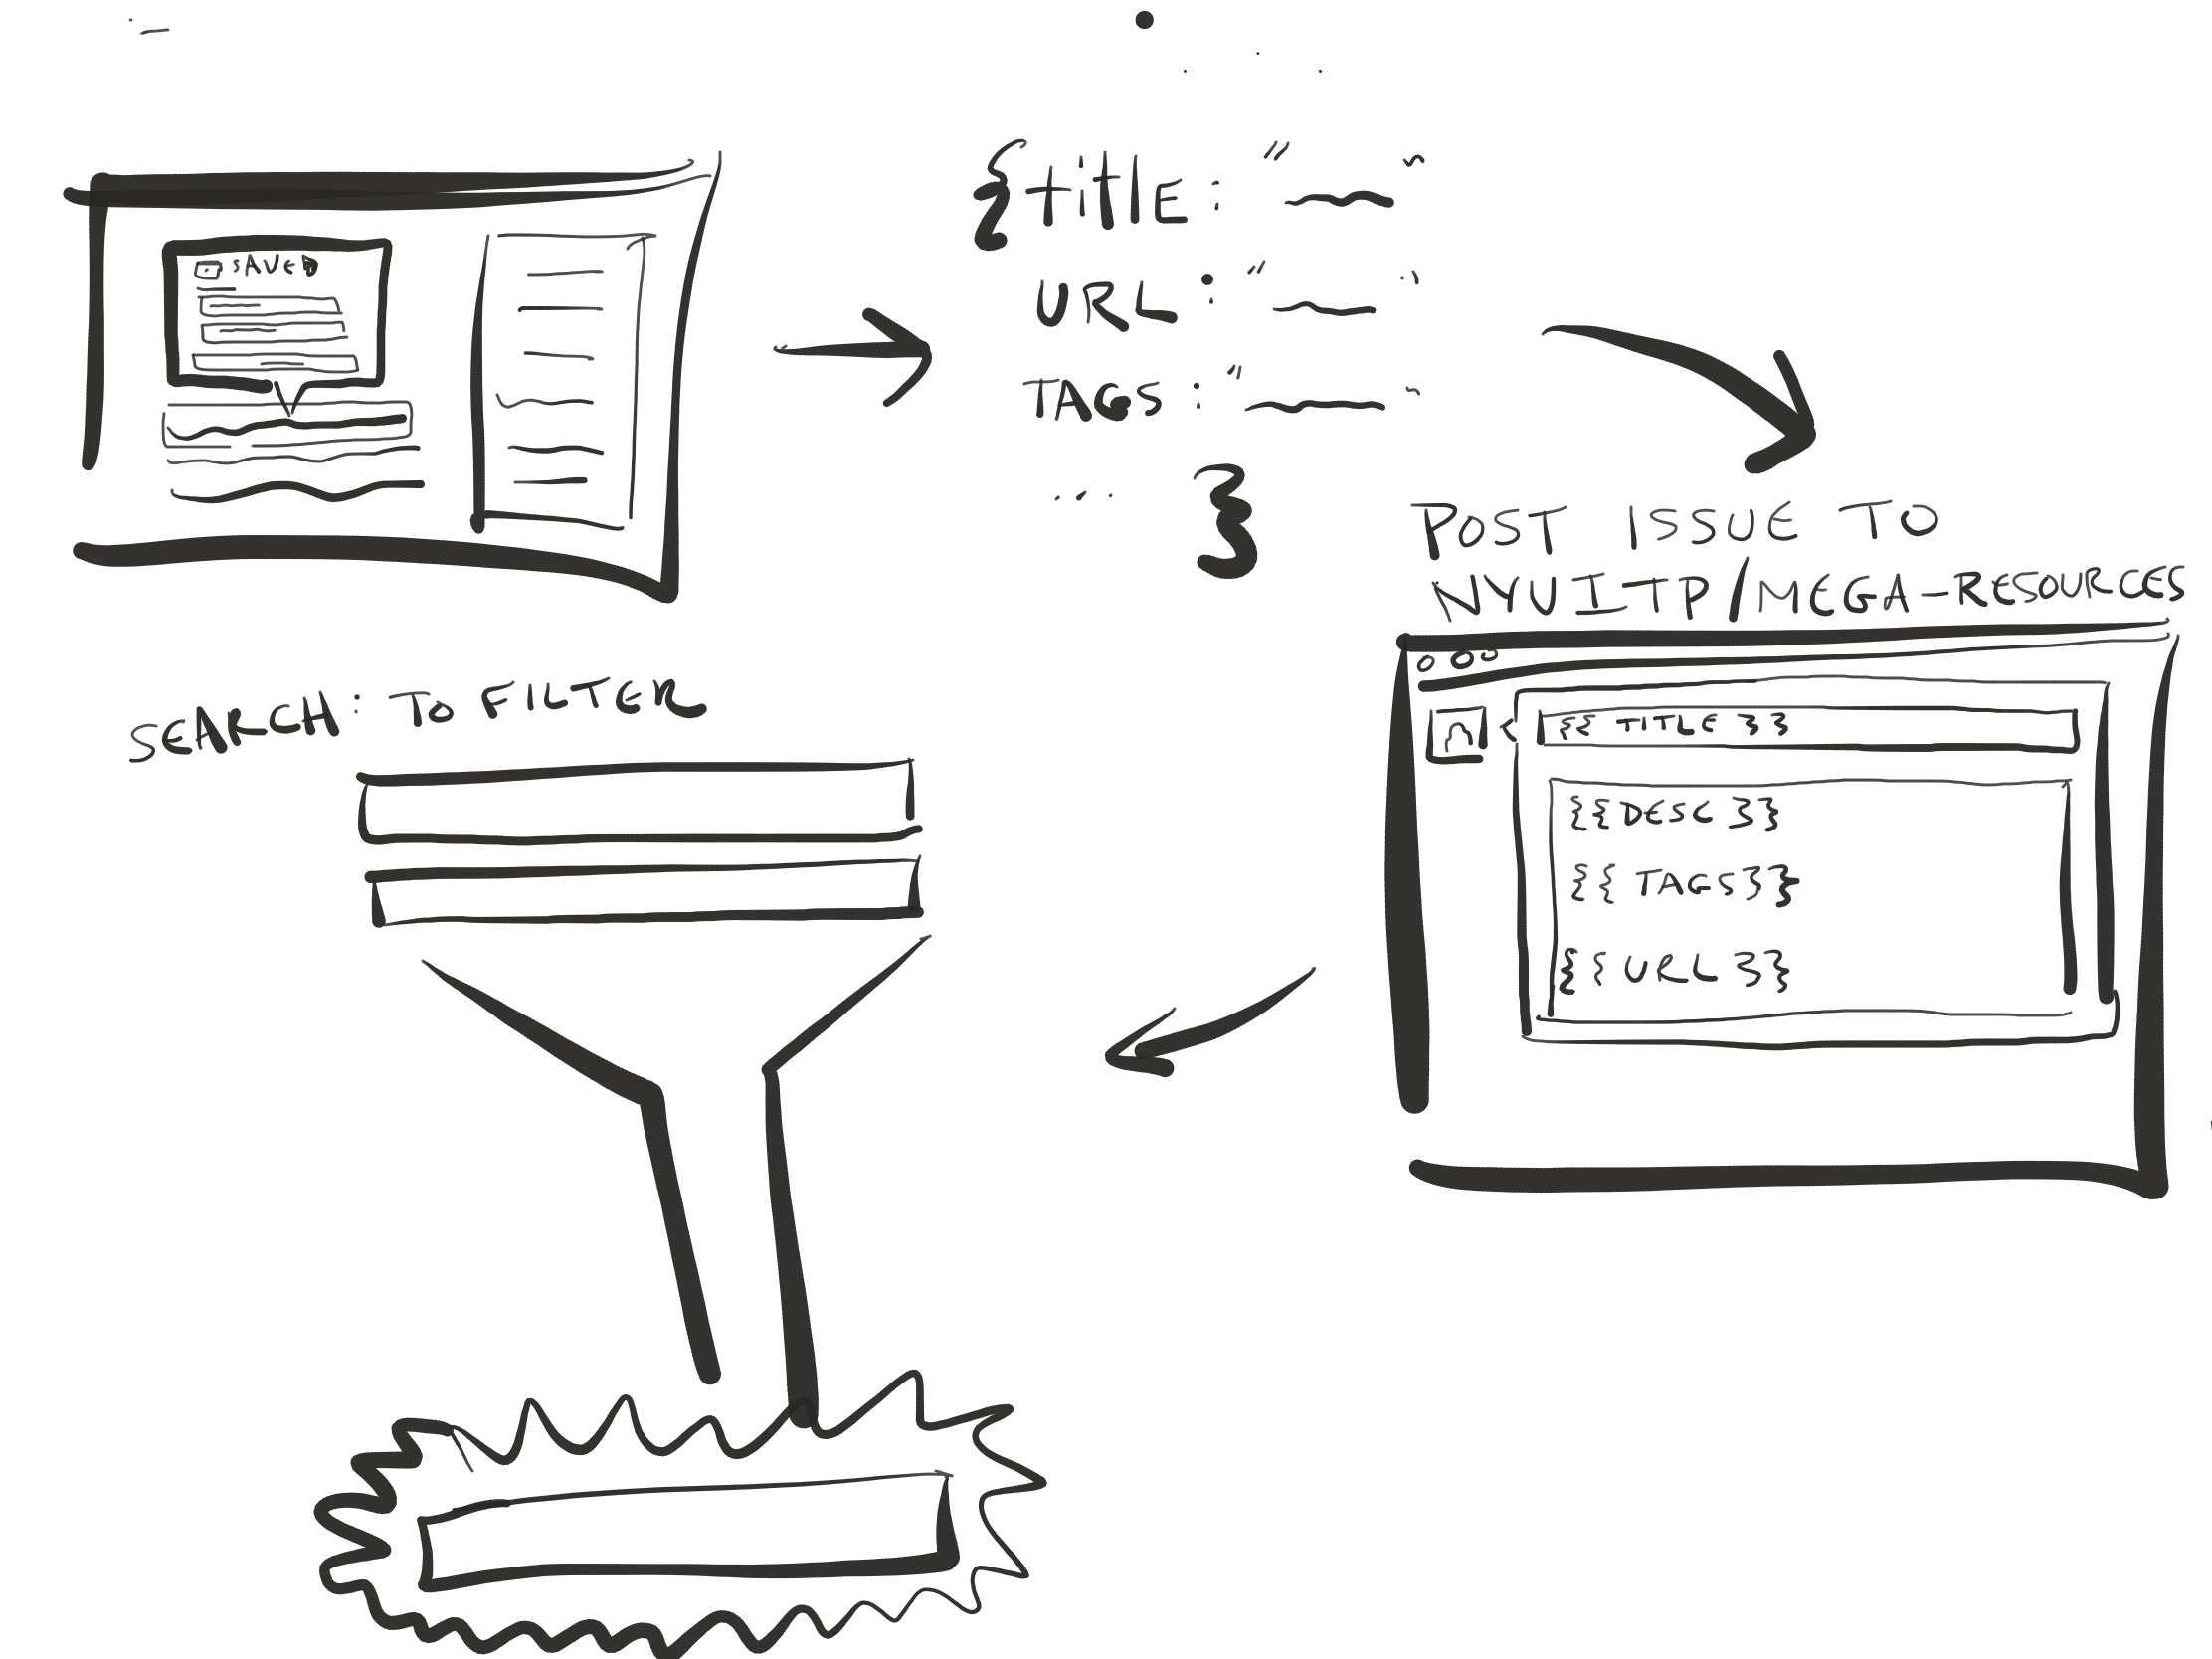 SAVED
{title: "
URL: "
TAGS: "
... }
POST ISSUE TO
NYUITP/MEGA-RESOURCES
{{ TITLE }}
{{DESC}}
{{ TAGS}}
{{ URL }}
SEARCH: TO FILTER